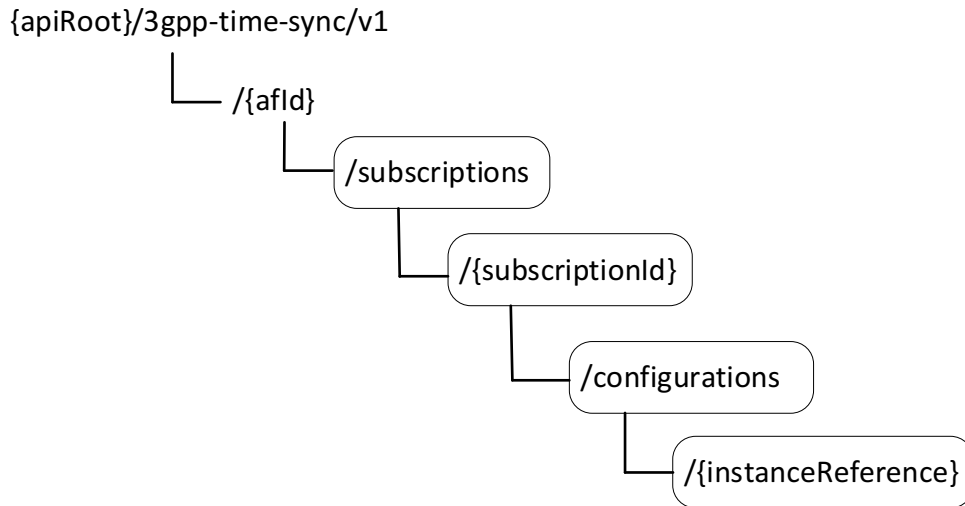 {apiRoot}/3gpp-time-sync/v1
/{afId}
/subscriptions
/{subscriptionId}
/configurations
/{instanceReference}